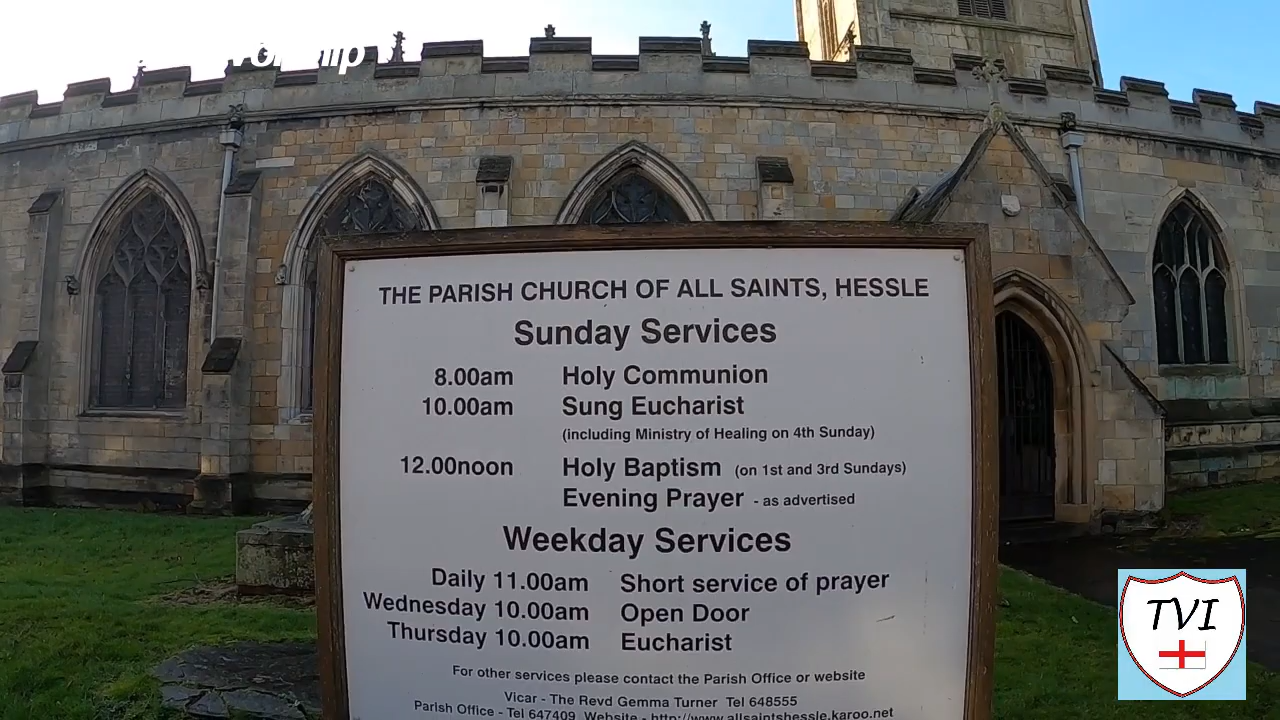 THE PARISH CHURCH OF ALL SAINTS, HESSLE
Sunday Services
8.00am Holy Communion
10.00am Sung Eucharist
(including Ministry of Healing on 4th Sunday)
12.00noon Holy Baptism (on 1st and 3rd Sundays)
Evening Prayer - as advertised
Weekday Services
Daily 11.00am Short service of prayer
Wednesday 10.00am Open Door
Thursday 10.00am Eucharist
For other services please contact the Parish Office or website
Vicar - The Revd Gemma Turner Tel 648555
Parish Office - Tel 647409 Website - http://www.allsaintshessle.karoo.net
TVI